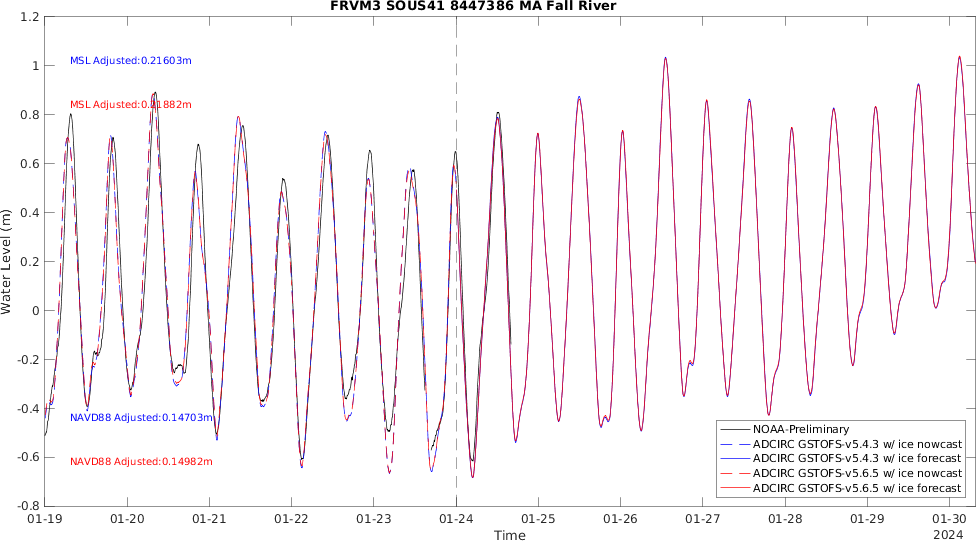 FRVM3 SOUS41 8447386 MA Fall River
1.2
1
0.8
0.6
0.4
0.2
0
-0.2
-0.4
-0.6
-0.8
Water Level (m)
MSL Adjusted:0.21603m
MSL Adjusted:0.21882m
NAVD88 Adjusted:0.14703m
NAVD88 Adjusted:0.14982m
NOAA-Preliminary
ADCIRC GSTOFS-v5.4.3 w/ ice nowcast
ADCIRC GSTOFS-v5.4.3 w/ ice forecast
ADCIRC GSTOFS-v5.6.5 w/ ice nowcast
ADCIRC GSTOFS-v5.6.5 w/ ice forecast
01-19 01-20 01-21 01-22 01-23 01-24 01-25 01-26 01-27 01-28 01-29 01-30
Time
2024